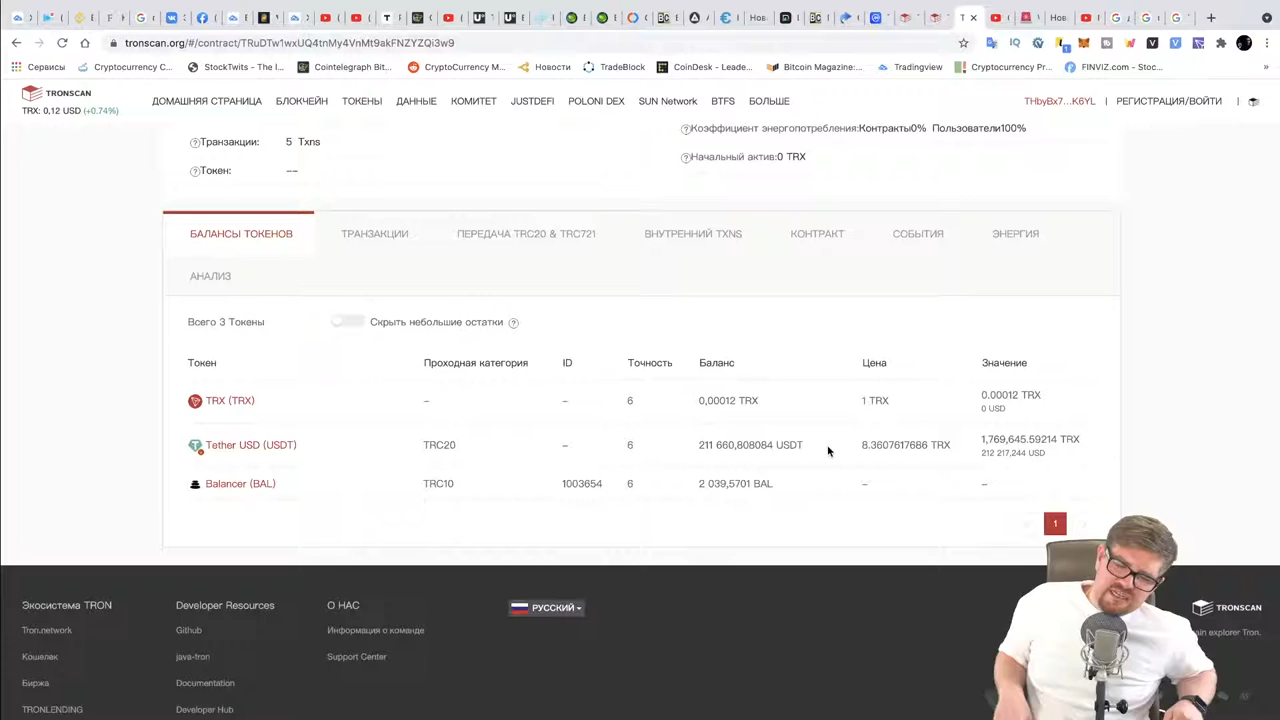 Нов
Нов
T
tronscan.org/#/contract/TRuDTw1wxUQ4tnMy4VnMt9skFNZYZQi3w9
Сервисы
Cryptocurrency C...
StockTwits - The I...
Cointelegraph Bit...
CryptoCurrency M...
Новости
TradeBlock
CoinDesk - Leade...
Bitcoin Magazine:...
Tradingview
Cryptocurrency Pr...
FINVIZ.com - Stoc...
»
TRONSCAN
TRX: 0,12 USD (+0.74%)
ДОМАШНЯЯ СТРАНИЦА
БЛОКЧЕЙН
ТОКЕНЫ
ДАННЫЕ
КОМИТЕТ
JUSTDEFI
POLONI DEX
SUN Network
BTFS
БОЛЬШЕ
THbyBx7...K6YL | РЕГИСТРАЦИЯ/ВОЙТИ |
Коэффициент энергопотребления:Контракты0% Пользователи100%
Транзакции: 5 Txns
Начальный актив:0 TRX
Токен: --
БАЛАНСЫ ТОКЕНОВ
ТРАНЗАКЦИИ
ПЕРЕДАЧА TRC20 & TRC721
ВНУТРЕННИЙ TXNS
КОНТРАКТ
СОБЫТИЯ
ЭНЕРГИЯ
АНАЛИЗ
Всего 3 Токены
Скрыть небольшие остатки
Токен Проходная категория ID Точность Баланс Цена Значение
TRX (TRX) – – 6 0,00012 TRX 1 TRX 0.00012 TRX
0 USD
Tether USD (USDT) TRC20 – 6 211 660,808084 USDT 8.3607617686 TRX 1,769,645.59214 TRX
212 217,244 USD
Balancer (BAL) TRC10 1003654 6 2 039,5701 BAL – –
1
Экосистема TRON Developer Resources О НАС
РУССКИЙ
TRONSCAN
Tron.network Github Информация о команде
ain explorer Tron.
Кошелек java-tron Support Center
Биржа Documentation
TRONLENDING Developer Hub